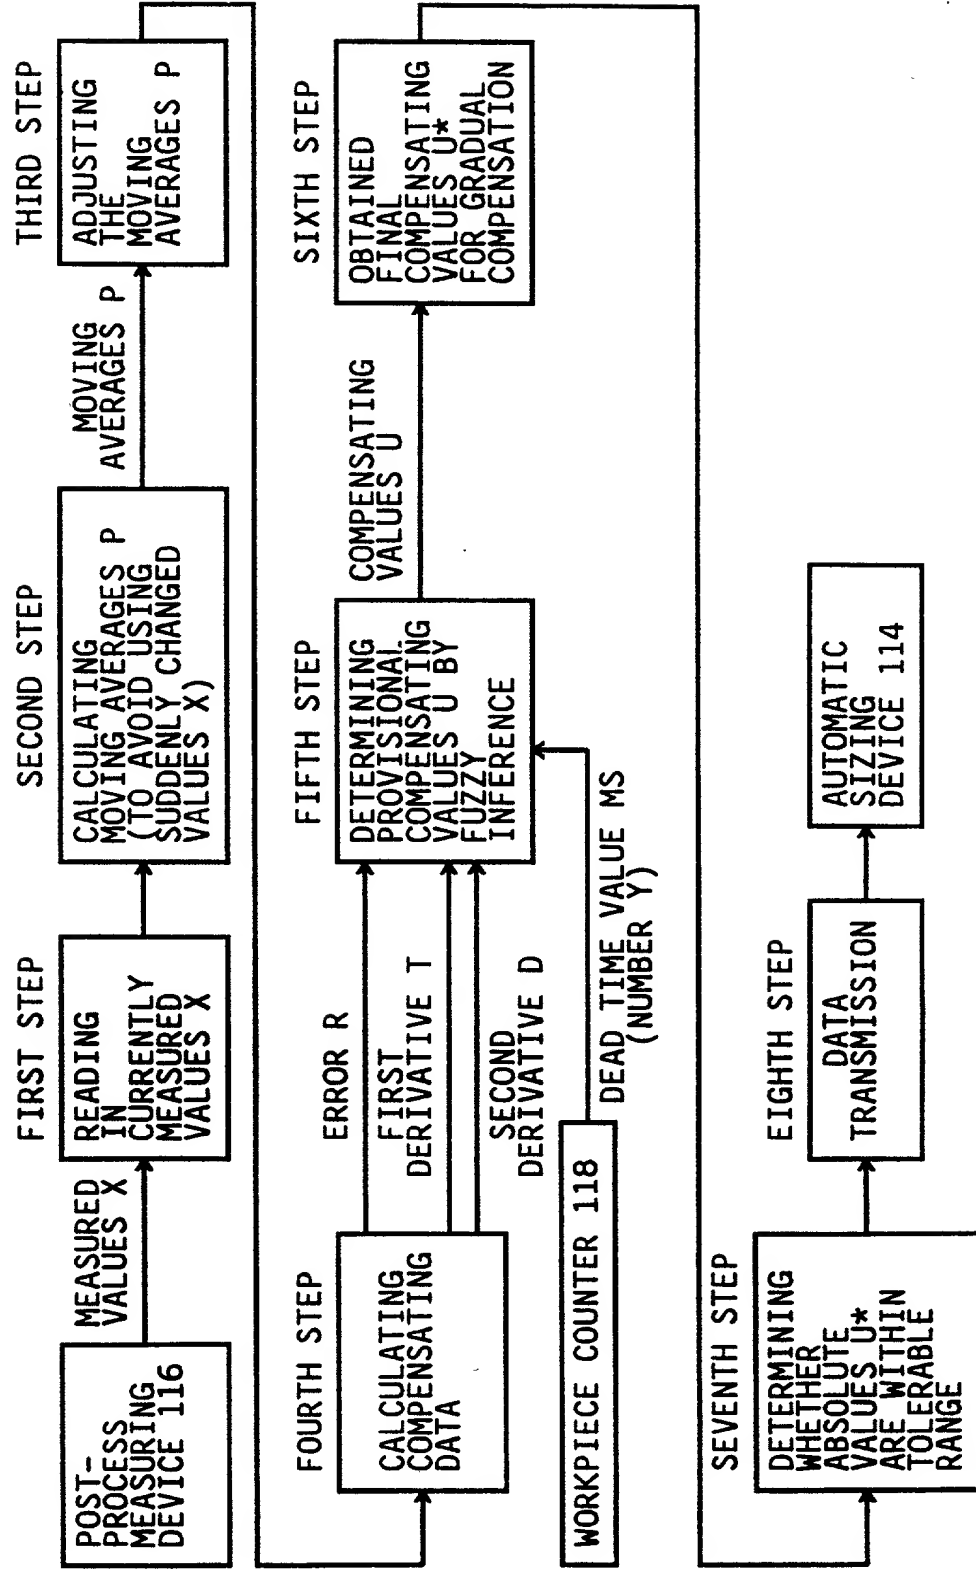 POST-
PROCESS
MEASURING
DEVICE 116
MEASURED
VALUES X
FIRST STEP
READING
IN
CURRENTLY
MEASURED
VALUES X
SECOND STEP
CALCULATING
MOVING AVERAGES P
(TO AVOID USING
SUDDENLY CHANGED
VALUES X)
MOVING
AVERAGES P
THIRD STEP
ADJUSTING
THE
MOVING
AVERAGES P
FOURTH STEP
CALCULATING
COMPENSATING
DATA
ERROR R
FIRST
DERIVATIVE T
SECOND
DERIVATIVE D
WORKPIECE COUNTER 118
DEAD TIME VALUE MS
(NUMBER Y)
FIFTH STEP
DETERMINING
PROVISIONAL
COMPENSATING
VALUES U BY
FUZZY
INFERENCE
COMPENSATING
VALUES U
SIXTH STEP
OBTAINED
FINAL
COMPENSATING
VALUES U*
FOR GRADUAL
COMPENSATION
SEVENTH STEP
DETERMINING
WHETHER
ABSOLUTE
VALUES U*
ARE WITHIN
TOLERABLE
RANGE
EIGHTH STEP
DATA
TRANSMISSION
AUTOMATIC
SIZING
DEVICE 114